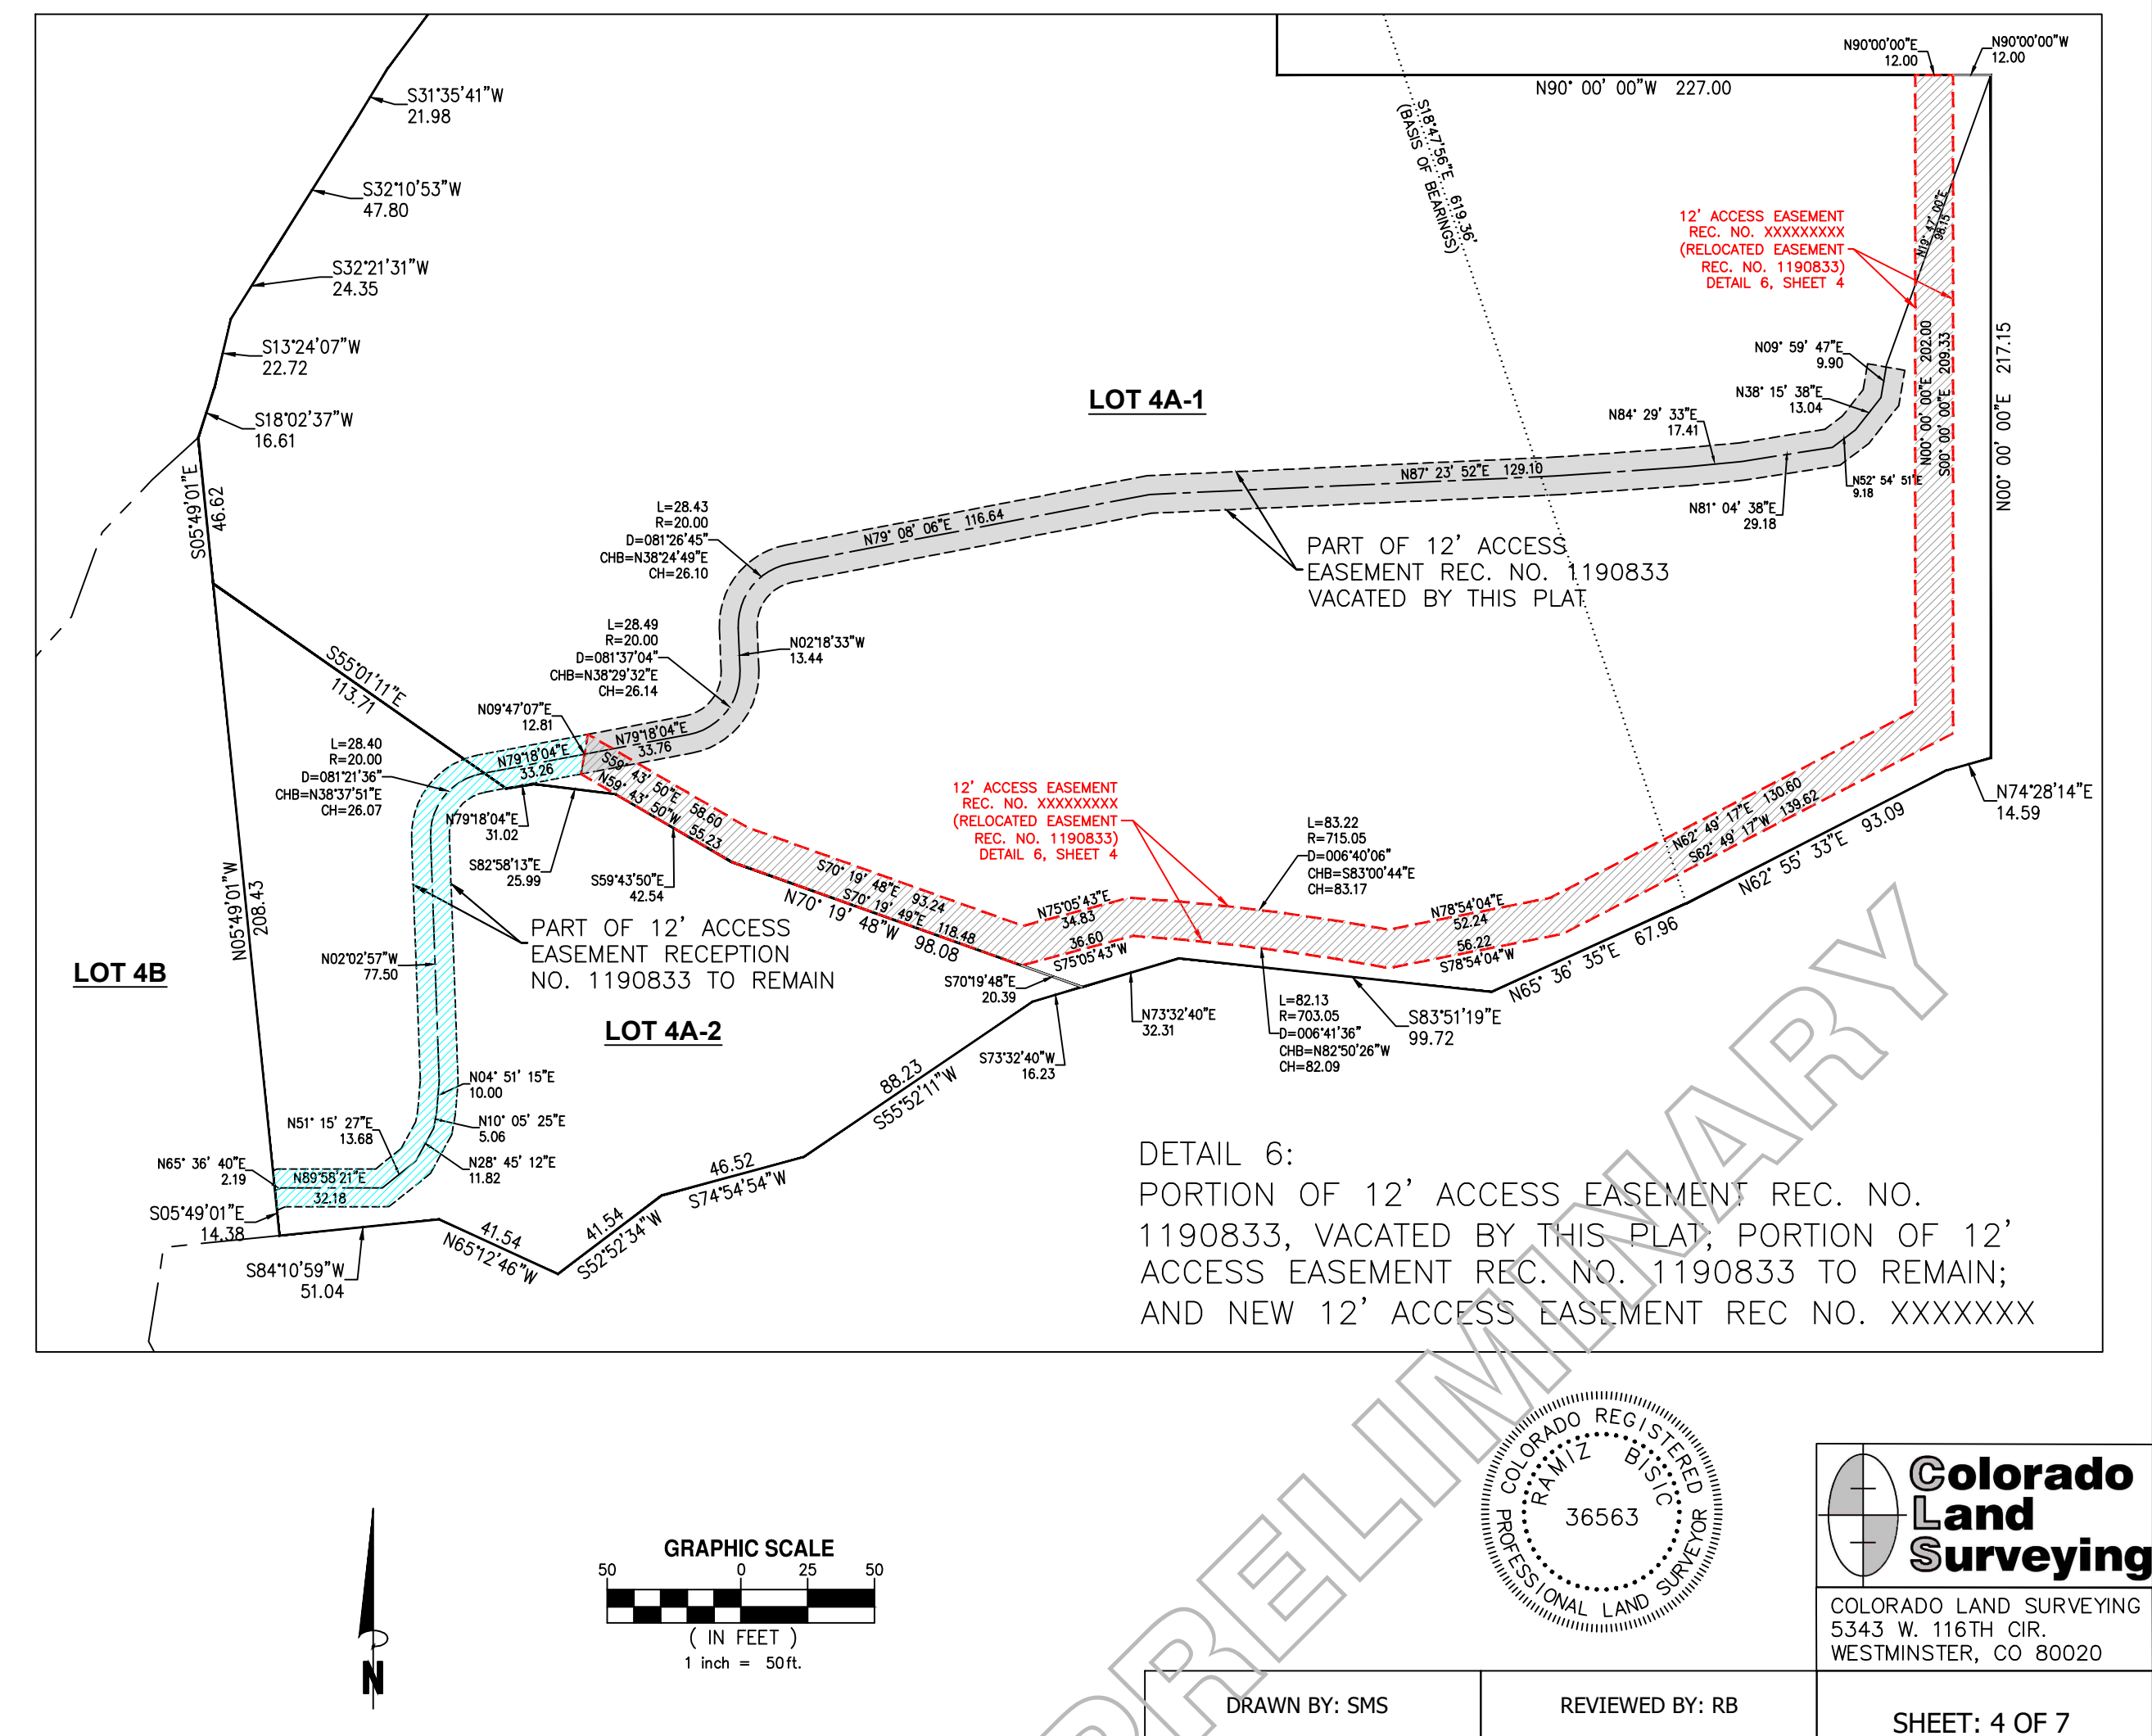 N90°00'00"E
12.00
N90°00'00"W
12.00
N90° 00' 00"W 227.00
S31°35'41"W
21.98
S18°47'56"E 619.36'
(BASIS OF BEARINGS)
S32°10'53"W
47.80
N19° 47' 00"E
98.15
12' ACCESS EASEMENT
REC. NO. XXXXXXXXX
(RELOCATED EASEMENT
REC. NO. 1190833)
DETAIL 6, SHEET 4
S32°21'31"W
24.35
S13°24'07"W
22.72
N00° 00' 00"E 202.00
S00° 00' 00"E 209.33
N00° 00' 00"E 217.15
N09° 59' 47"E
9.90
LOT 4A-1
N38° 15' 38"E
13.04
S18°02'37"W
16.61
N84° 29' 33"E
17.41
S05°49'01"E
46.62
N87° 23' 52"E 129.10
N52° 54' 51"E
9.18
N81° 04' 38"E
29.18
L=28.43
R=20.00
D=081°26'45"
CHB=N38°24'49"E
CH=26.10
N79° 08' 06"E 116.64
PART OF 12' ACCESS
EASEMENT REC. NO. 1190833
VACATED BY THIS PLAT
L=28.49
R=20.00
D=081°37'04"
CHB=N38°29'32"E
CH=26.14
N02°18'33"W
13.44
S55°01'11"E
113.71
N09°47'07"E
12.81
N79°18'04"E
33.76
N79°18'04"E
33.26
L=28.40
R=20.00
D=081°21'36"
CHB=N38°37'51"E
CH=26.07
S59° 43' 50"E 58.60
N59° 43' 50"W 55.23
12' ACCESS EASEMENT
REC. NO. XXXXXXXXX
(RELOCATED EASEMENT
REC. NO. 1190833)
DETAIL 6, SHEET 4
N62° 49' 17"E 130.60
S62° 49' 17"W 139.62
N74°28'14"E
14.59
N62° 55' 33"E 93.09
N79°18'04"E
31.02
L=83.22
R=715.05
D=006°40'06"
CHB=S83°00'44"E
CH=83.17
S82°58'13"E
25.99
S59°43'50"E
42.54
S70° 19' 48"E 93.24
S70° 19' 49"E 118.48
N70° 19' 48"W 98.08
N75°05'43"E
34.83
36.60
S75°05'43"W
N78°54'04"E
52.24
56.22
S78°54'04"W
N05°49'01"W
208.43
PART OF 12' ACCESS
EASEMENT RECEPTION
NO. 1190833 TO REMAIN
N02°02'57"W
77.50
LOT 4B
N65° 36' 35"E 67.96
S70°19'48"E
20.39
N73°32'40"E
32.31
L=82.13
R=703.05
D=006°41'36"
CHB=N82°50'26"W
CH=82.09
S83°51'19"E
99.72
LOT 4A-2
S73°32'40"W
16.23
88.23
S55°52'11"W
N04° 51' 15"E
10.00
N51° 15' 27"E
13.68
N10° 05' 25"E
5.06
N65° 36' 40"E
2.19
N28° 45' 12"E
11.82
N89°58'21"E
32.18
46.52
S74°54'54"W
S05°49'01"E
14.38
41.54
N65°12'46"W
41.54
S52°52'34"W
S84°10'59"W
51.04
DETAIL 6:
PORTION OF 12' ACCESS EASEMENT REC. NO.
1190833, VACATED BY THIS PLAT; PORTION OF 12'
ACCESS EASEMENT REC. NO. 1190833 TO REMAIN;
AND NEW 12' ACCESS EASEMENT REC NO. XXXXXXX
PRELIMINARY
COLORADO REGISTERED
RAMIZ BISIC
36563
PROFESSIONAL LAND SURVEYOR
Colorado
Land
Surveying
COLORADO LAND SURVEYING
5343 W. 116TH CIR.
WESTMINSTER, CO 80020
N
GRAPHIC SCALE
50 0 25 50
( IN FEET )
1 inch = 50 ft.
DRAWN BY: SMS
REVIEWED BY: RB
SHEET: 4 OF 7